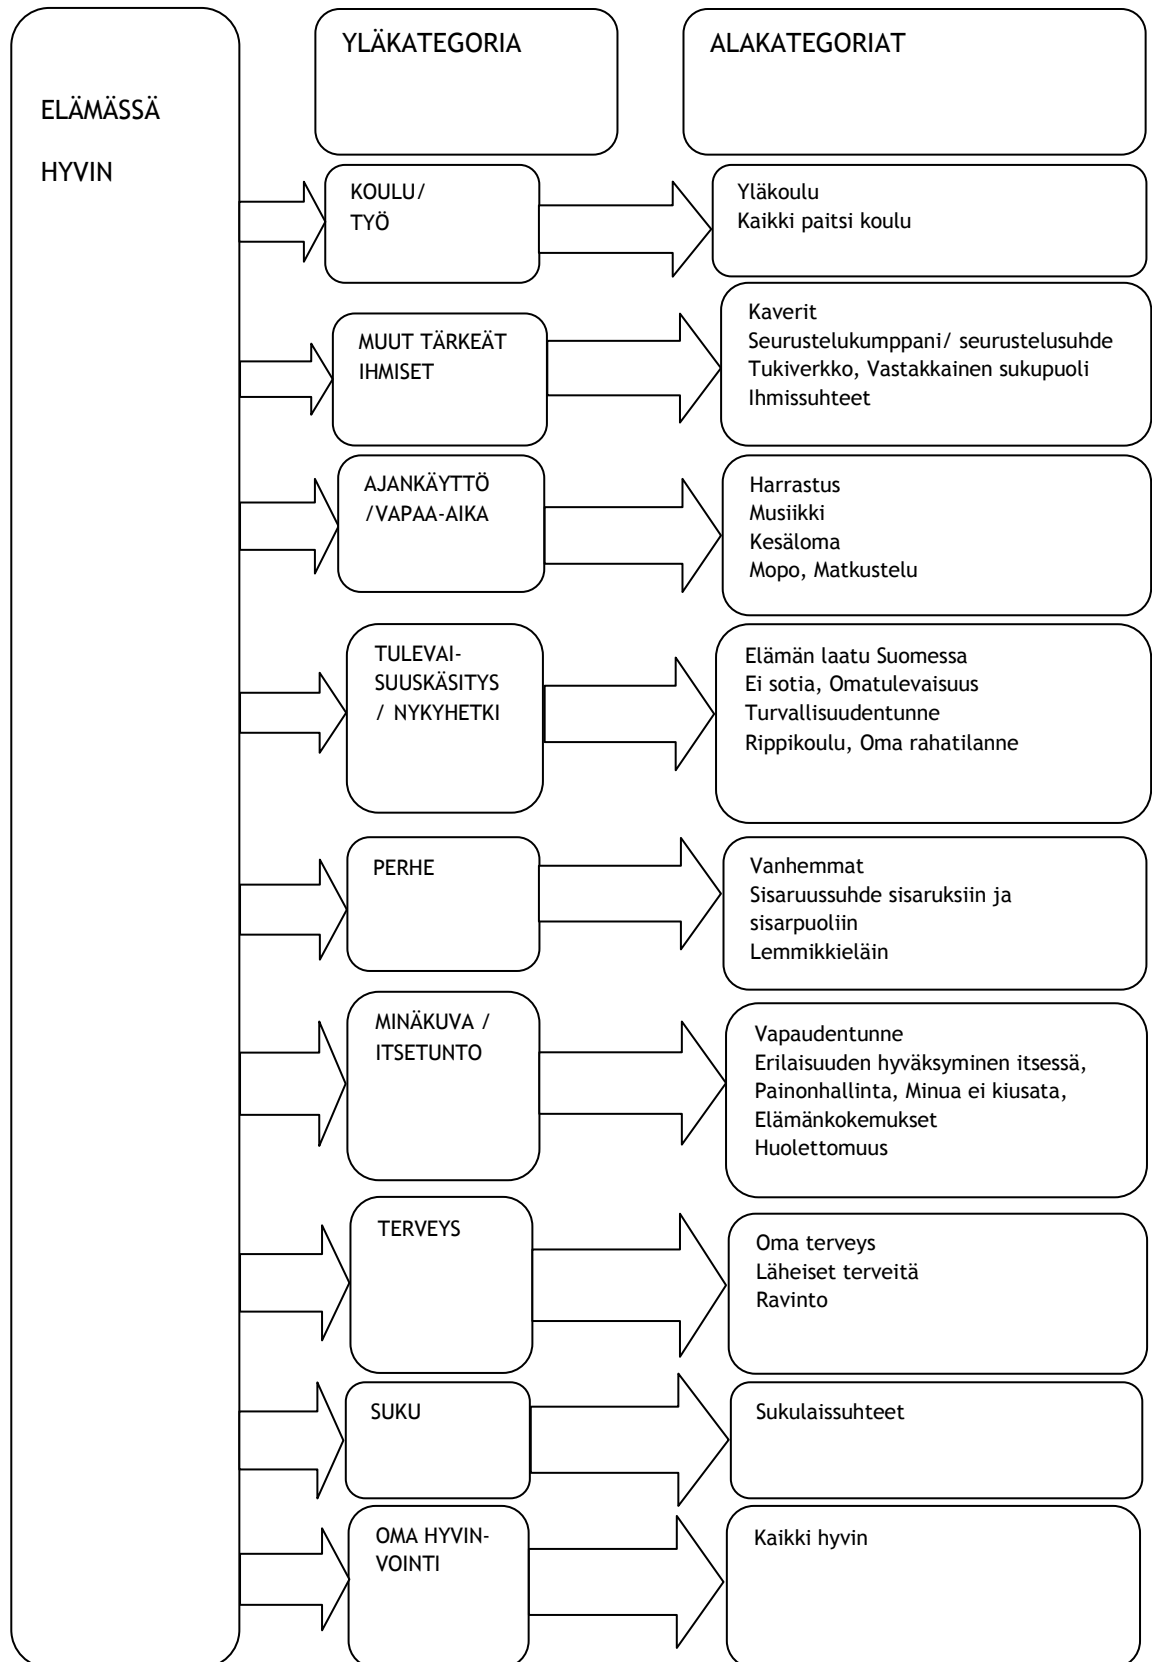 ELÄMÄSSÄ
HYVIN
YLÄKATEGORIA
ALAKATEGORIAT
KOULU/
TYÖ
Yläkoulu
Kaikki paitsi koulu
MUUT TÄRKEÄT
IHMISET
Kaverit
Seurustelukumppani/ seurustelusuhde
Tukiverkko, Vastakkainen sukupuoli
Ihmissuhteet
AJANKÄYTTÖ
/VAPAA-AIKA
Harrastus
Musiikki
Kesäloma
Mopo, Matkustelu
TULEVAI-
SUUSKÄSITYS
/ NYKYHETKI
Elämän laatu Suomessa
Ei sotia, Omatulevaisuus
Turvallisuudentunne
Rippikoulu, Oma rahatilanne
PERHE
Vanhemmat
Sisaruussuhde sisaruksiin ja
sisarpuoliin
Lemmikkieläin
MINÄKUVA /
ITSETUNTO
Vapaudentunne
Erilaisuuden hyväksyminen itsessä,
Painonhallinta, Minua ei kiusata,
Elämänkokemukset
Huolettomuus
TERVEYS
Oma terveys
Läheiset terveitä
Ravinto
SUKU
Sukulaissuhteet
OMA HYVIN-
VOINTI
Kaikki hyvin